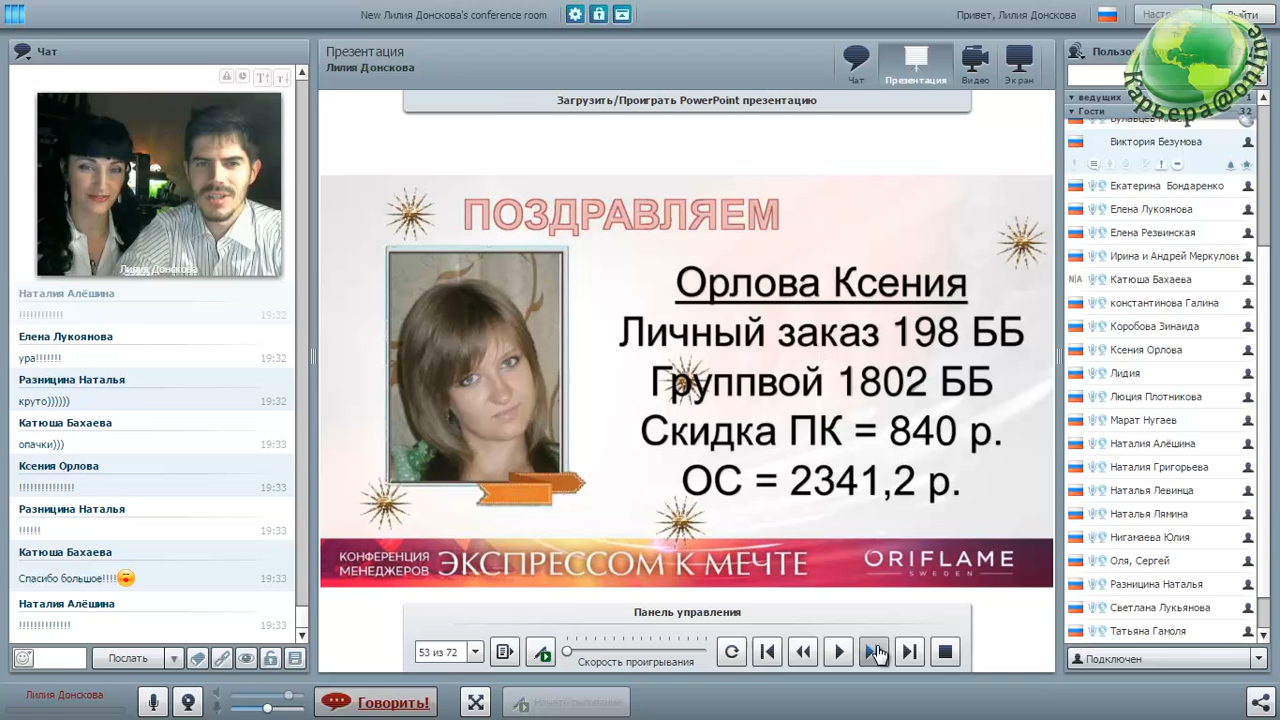 New Лилия Донскова's conference room
Привет, Лилия Донскова
Выйти
Карьера@online
Чат
Лилия Донскова
Наталия Алёшина
!!!!!!!!!!!! 19:32
Елена Лукоянова
ура!!!!!!! 19:32
Разницина Наталья
круто)))))) 19:32
Катюша Бахаева
опачки))) 19:33
Ксения Орлова
!!!!!!!!!!!!!!! 19:33
Разницина Наталья
!!!!!! 19:33
Катюша Бахаева
Спасибо большое!!!! 19:33
Наталия Алёшина
!!!!!!!!!!!!!! 19:33
Послать
Презентация
Лилия Донскова
Чат
Презентация
Видео
Экран
Загрузить/Проиграть PowerPoint презентацию
ПОЗДРАВЛЯЕМ
Орлова Ксения
Личный заказ 198 ББ
Группвой 1802 ББ
Скидка ПК = 840 р.
ОС = 2341,2 р.
КОНФЕРЕНЦИЯ
МЕНЕДЖЕРОВ
ЭКСПРЕССОМ К МЕЧТЕ
ORIFLAME
SWEDEN
Панель управления
53 из 72
Скорость проигрывания
ведущих 1
Гости 32
Виктория Безумова
Екатерина Бондаренко
Елена Лукоянова
Елена Резвинская
Ирина и Андрей Меркуловы
N/A Катюша Бахаева
константинова Галина
Коробова Зинаида
Ксения Орлова
Лидия
Люция Плотникова
Марат Нугаев
Наталия Алёшина
Наталия Григорьева
Наталья Левинца
Наталья Лямина
Нигамаева Юлия
Оля, Сергей
Разницина Наталья
Светлана Лукьянова
Татьяна Гамоля
Подключен
Лилия Донскова
Говорить!